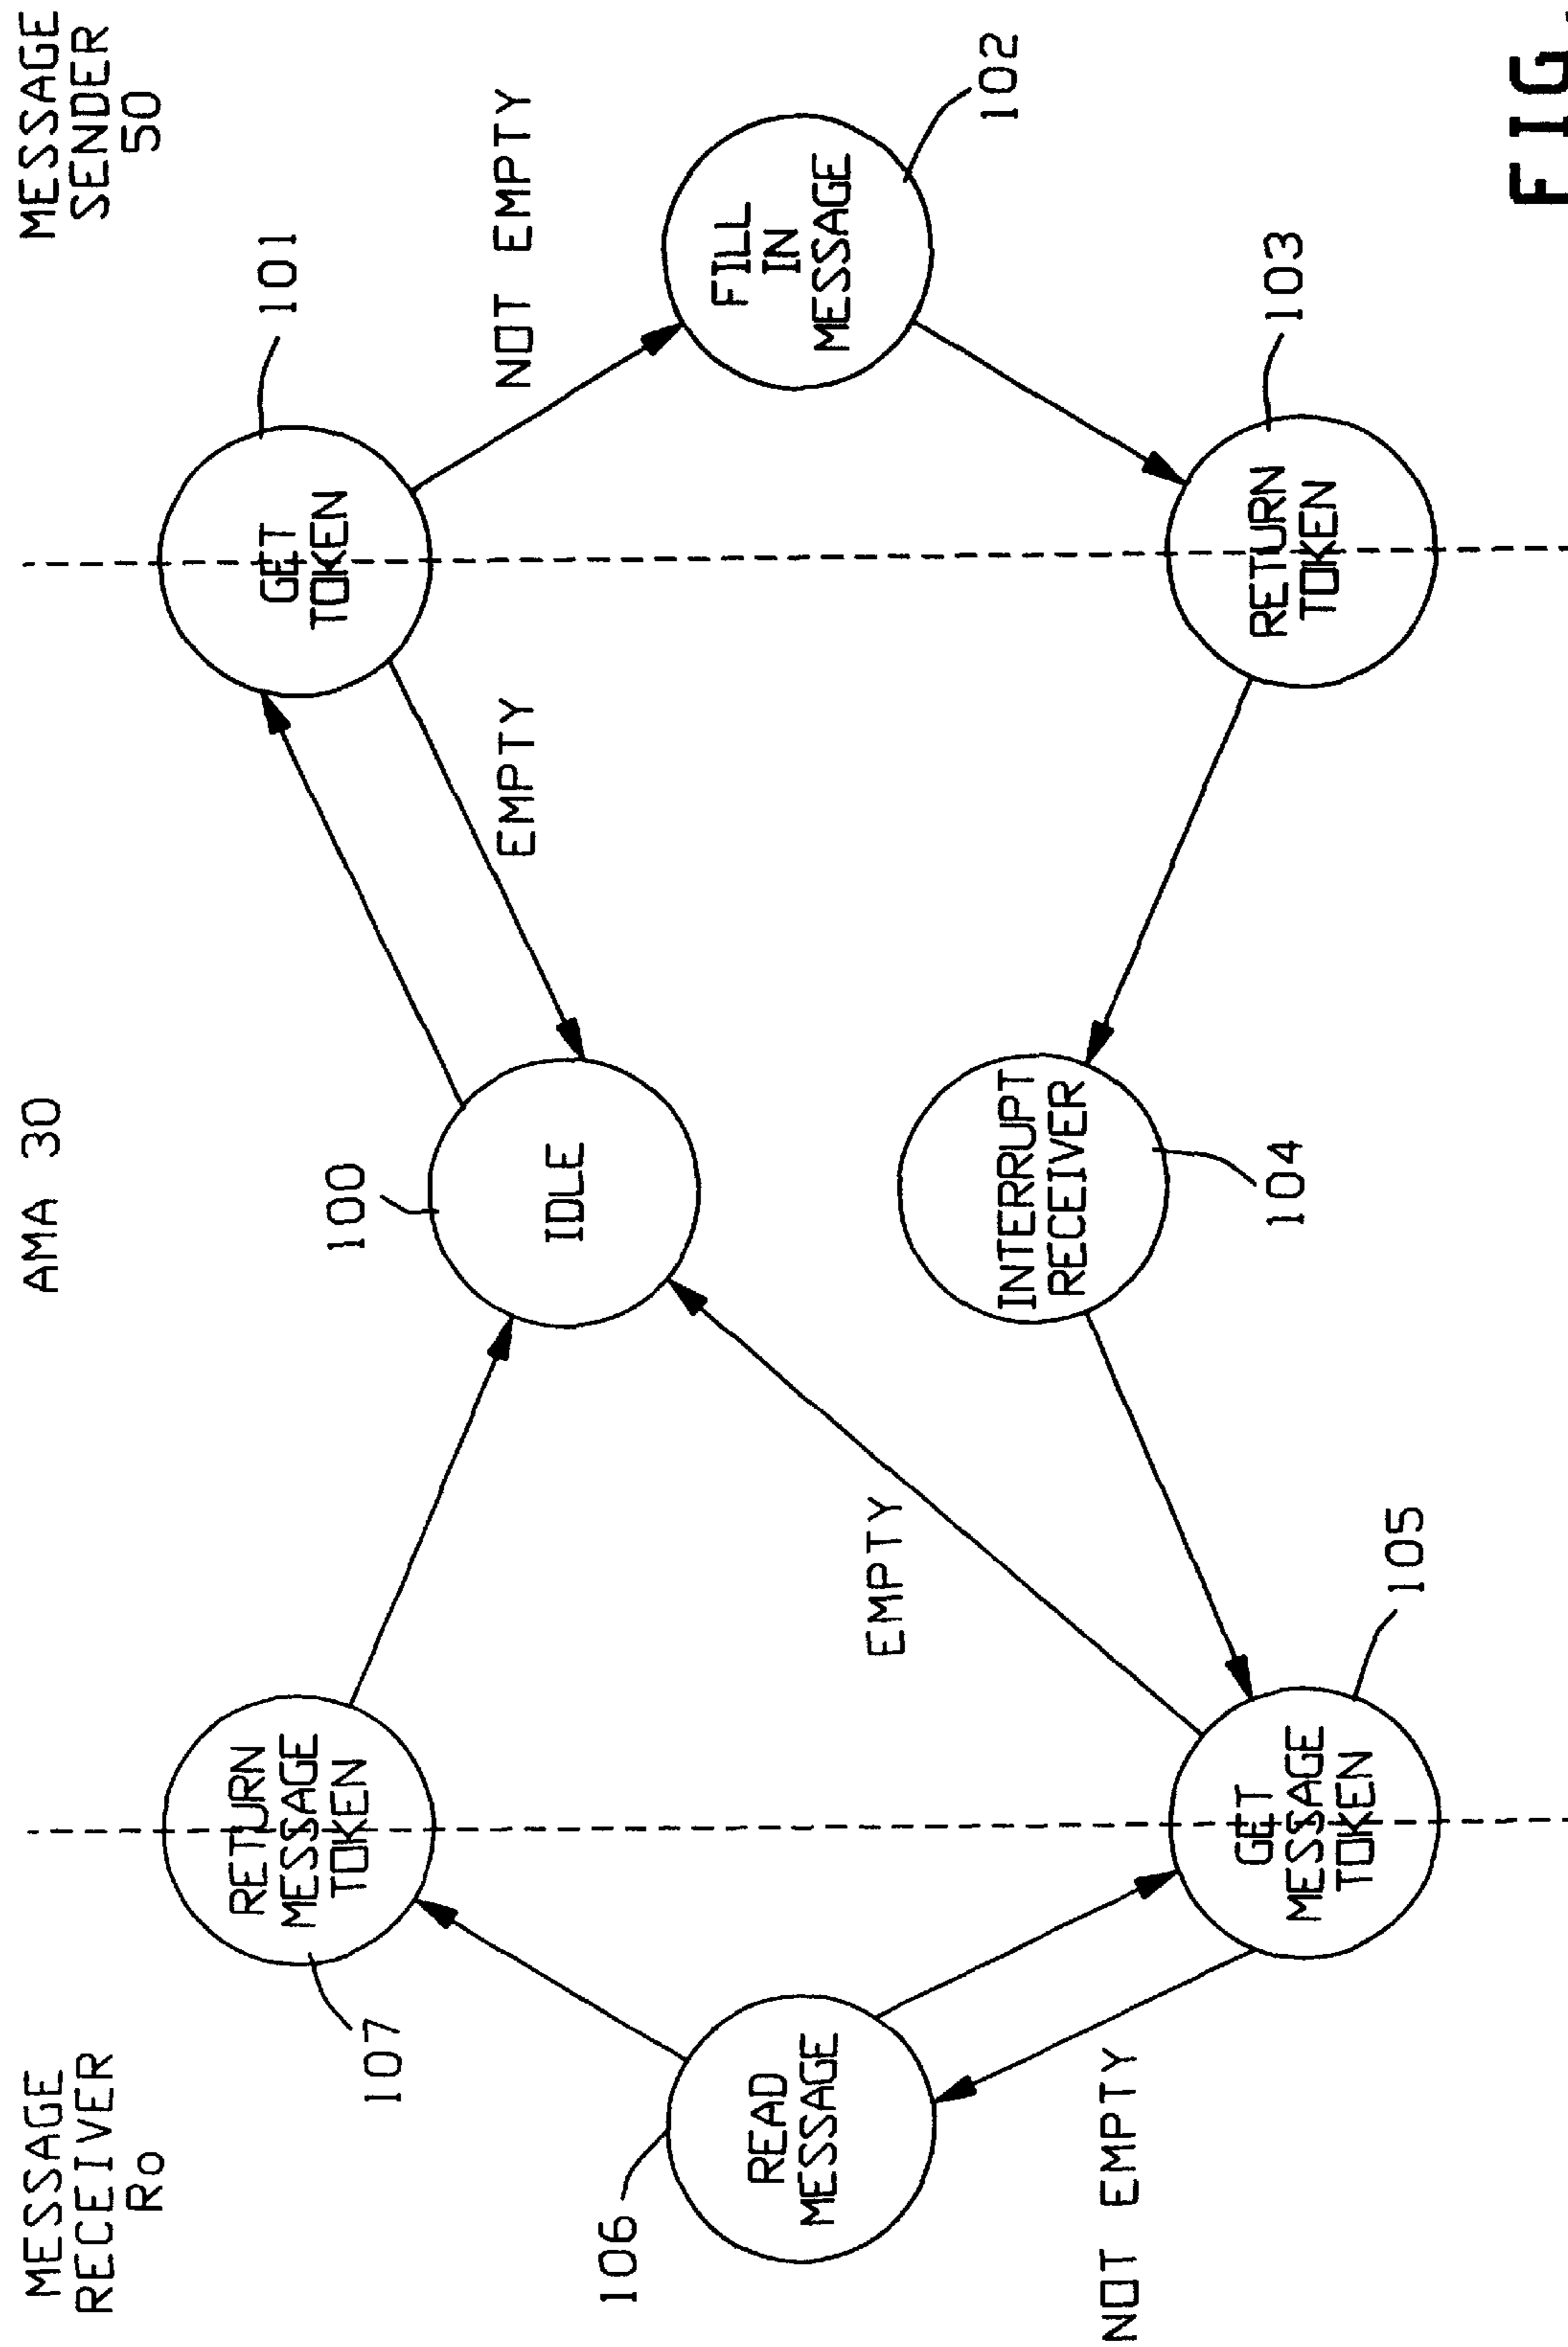 MESSAGE
RECEIVER
Ro
AMA 30
MESSAGE
SENDER
50
RETURN
MESSAGE
TOKEN
107
GET
TOKEN
101
100
IDLE
EMPTY
NOT EMPTY
106
READ
MESSAGE
FILL
IN
MESSAGE
102
EMPTY
INTERRUPT
RECEIVER
104
NOT EMPTY
GET
MESSAGE
TOKEN
105
RETURN
TOKEN
103
FIG.